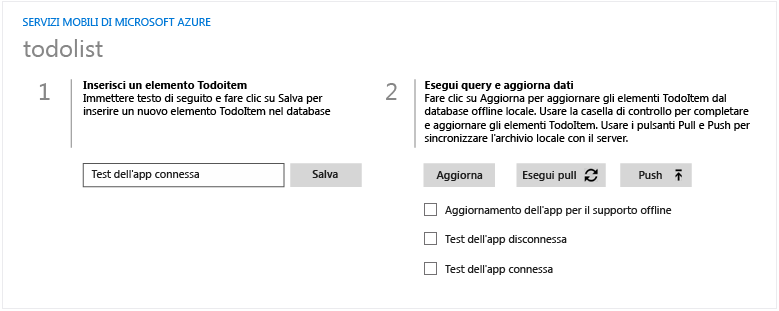 SERVIZI MOBILI DI MICROSOFT AZURE
todolist
1
Inserisci un elemento Todoitem
Immettere testo di seguito e fare clic su Salva per
inserire un nuovo elemento TodoItem nel database
Test dell'app connessa
Salva
2
Esegui query e aggiorna dati
Fare clic su Aggiorna per aggiornare gli elementi TodoItem dal
database offline locale. Usare la casella di controllo per completare
e aggiornare gli elementi TodoItem. Usare i pulsanti Pull e Push per
sincronizzare l'archivio locale con il server.
Aggiorna
Esegui pull
Push
Aggiornamento dell'app per il supporto offline
Test dell'app disconnessa
Test dell'app connessa